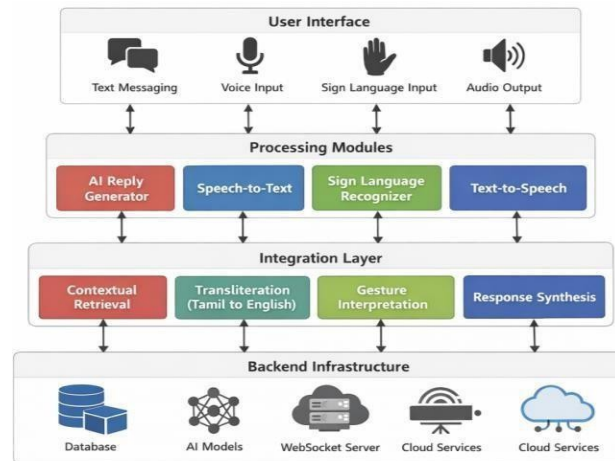 User Interface
Text Messaging
Voice Input
Sign Language Input
Audio Output
Processing Modules
AI Reply
Generator
Speech-to-Text
Sign Language
Recognizer
Text-to-Speech
Integration Layer
Contextual
Retrieval
Transliteration
(Tamil to English)
Gesture
Interpretation
Response Synthesis
Backend Infrastructure
Database
AI Models
WebSocket Server
Cloud Services
Cloud Services